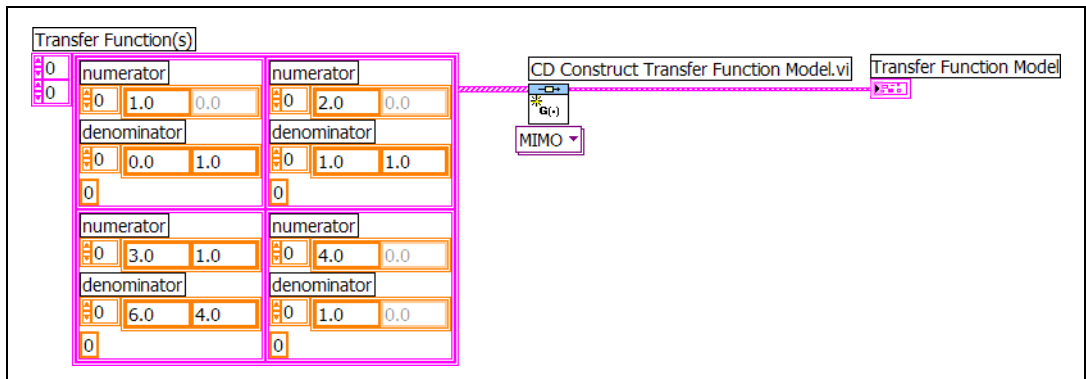 Transfer Function(s)
0
0
numerator
0 1.0 0.0
denominator
0 0.0 1.0
0
numerator
0 2.0 0.0
denominator
0 1.0 1.0
0
numerator
0 3.0 1.0
denominator
0 6.0 4.0
0
numerator
0 4.0 0.0
denominator
0 1.0 0.0
0
CD Construct Transfer Function Model.vi
G(·)
MIMO
Transfer Function Model